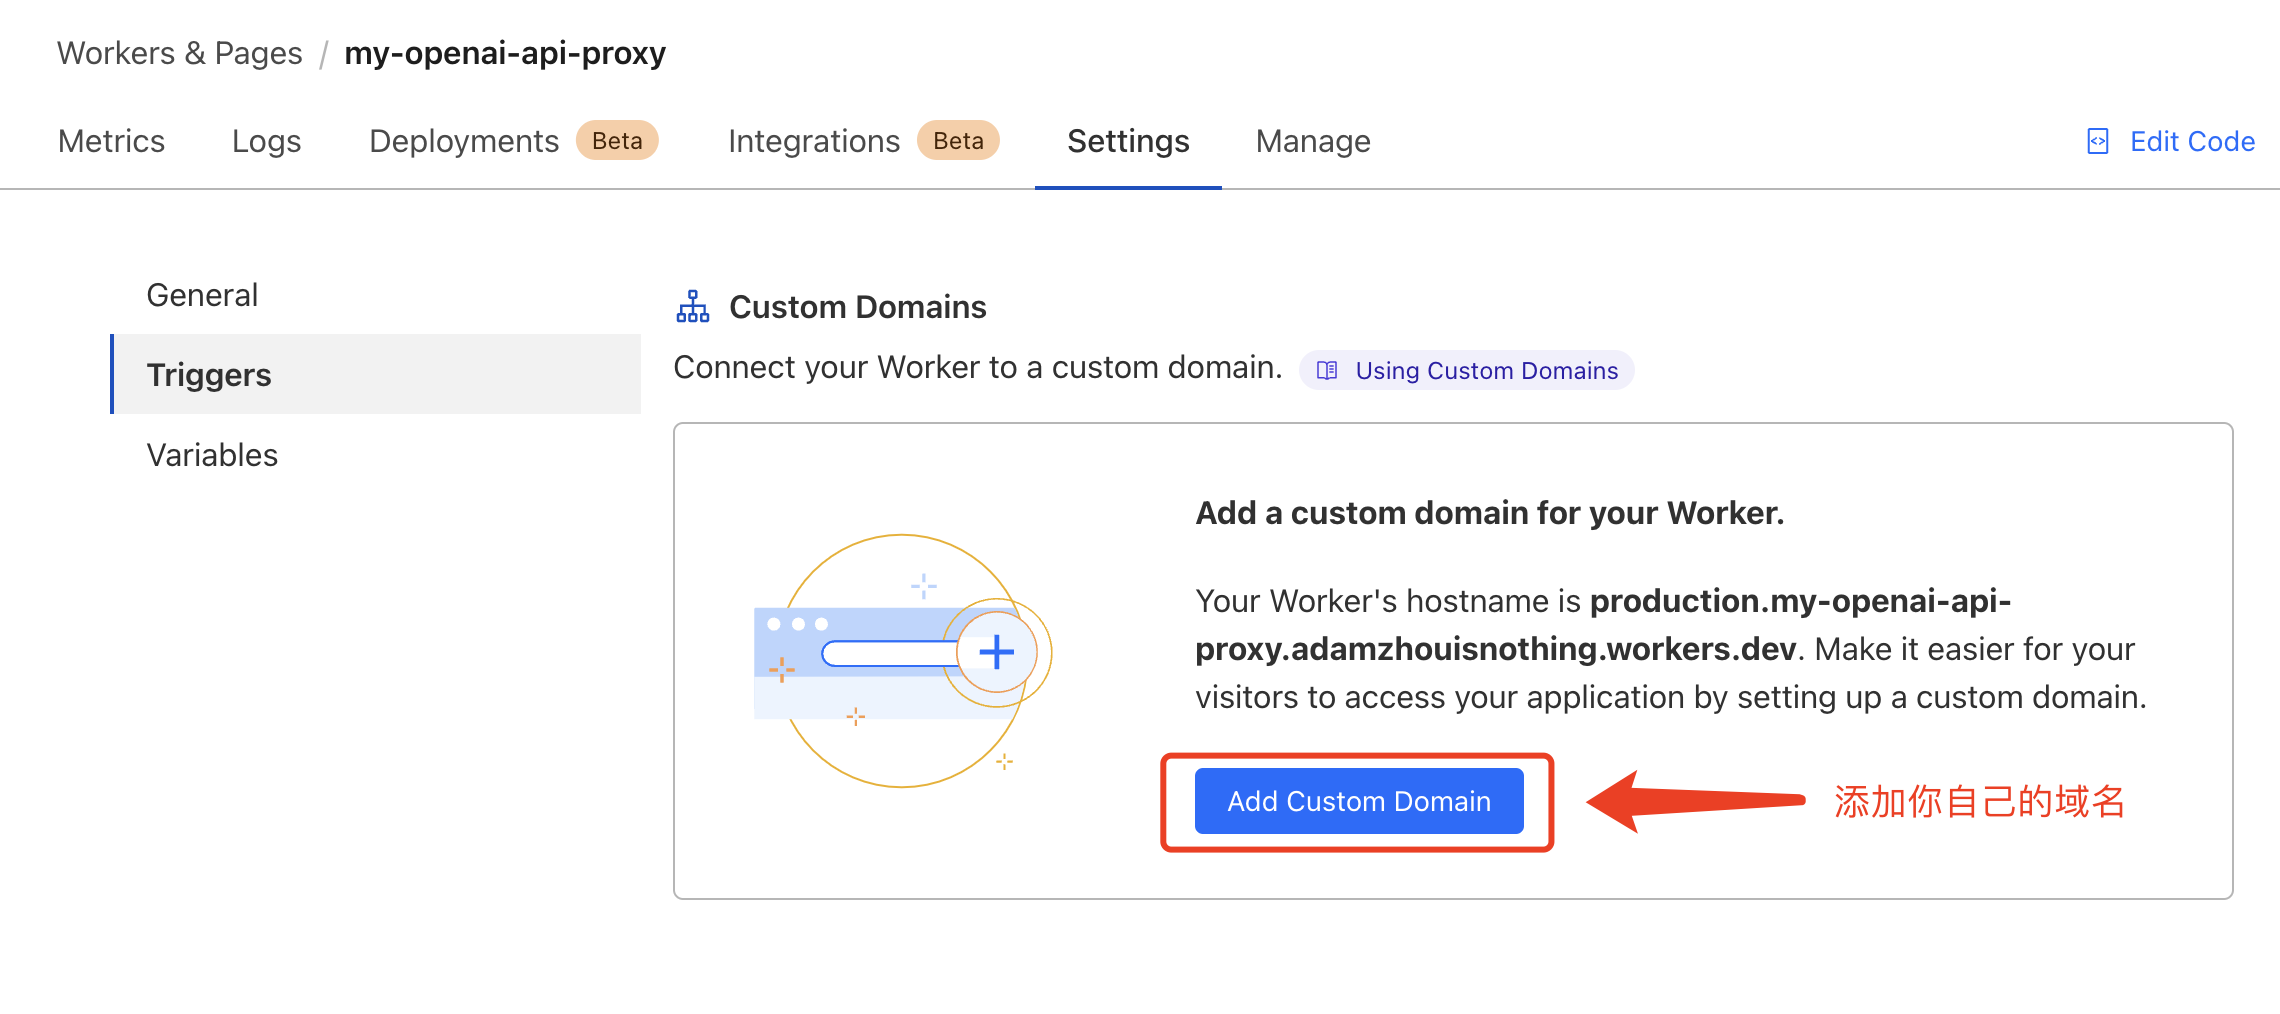 Workers & Pages / my-openai-api-proxy
Metrics Logs Deployments Beta Integrations Beta Settings Manage Edit Code
General
Triggers
Variables
Custom Domains
Connect your Worker to a custom domain. Using Custom Domains
Add a custom domain for your Worker.
Your Worker's hostname is production.my-openai-api-
proxy.adamzhouisnothing.workers.dev. Make it easier for your
visitors to access your application by setting up a custom domain.
Add Custom Domain 添加你自己的域名